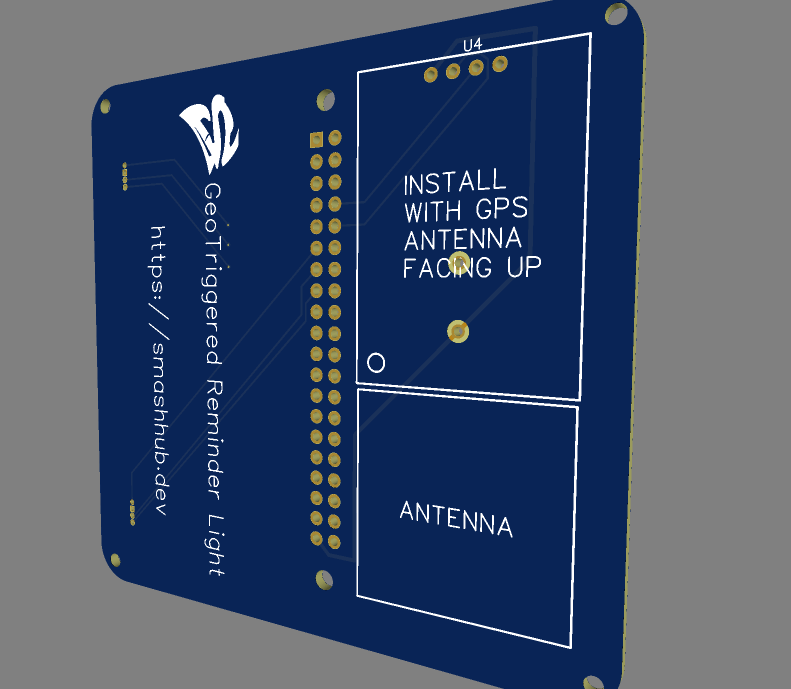 U4
INSTALL
WITH GPS
ANTENNA
FACING UP
GeoTriggered Reminder Light
https://smashhub.dev
ANTENNA